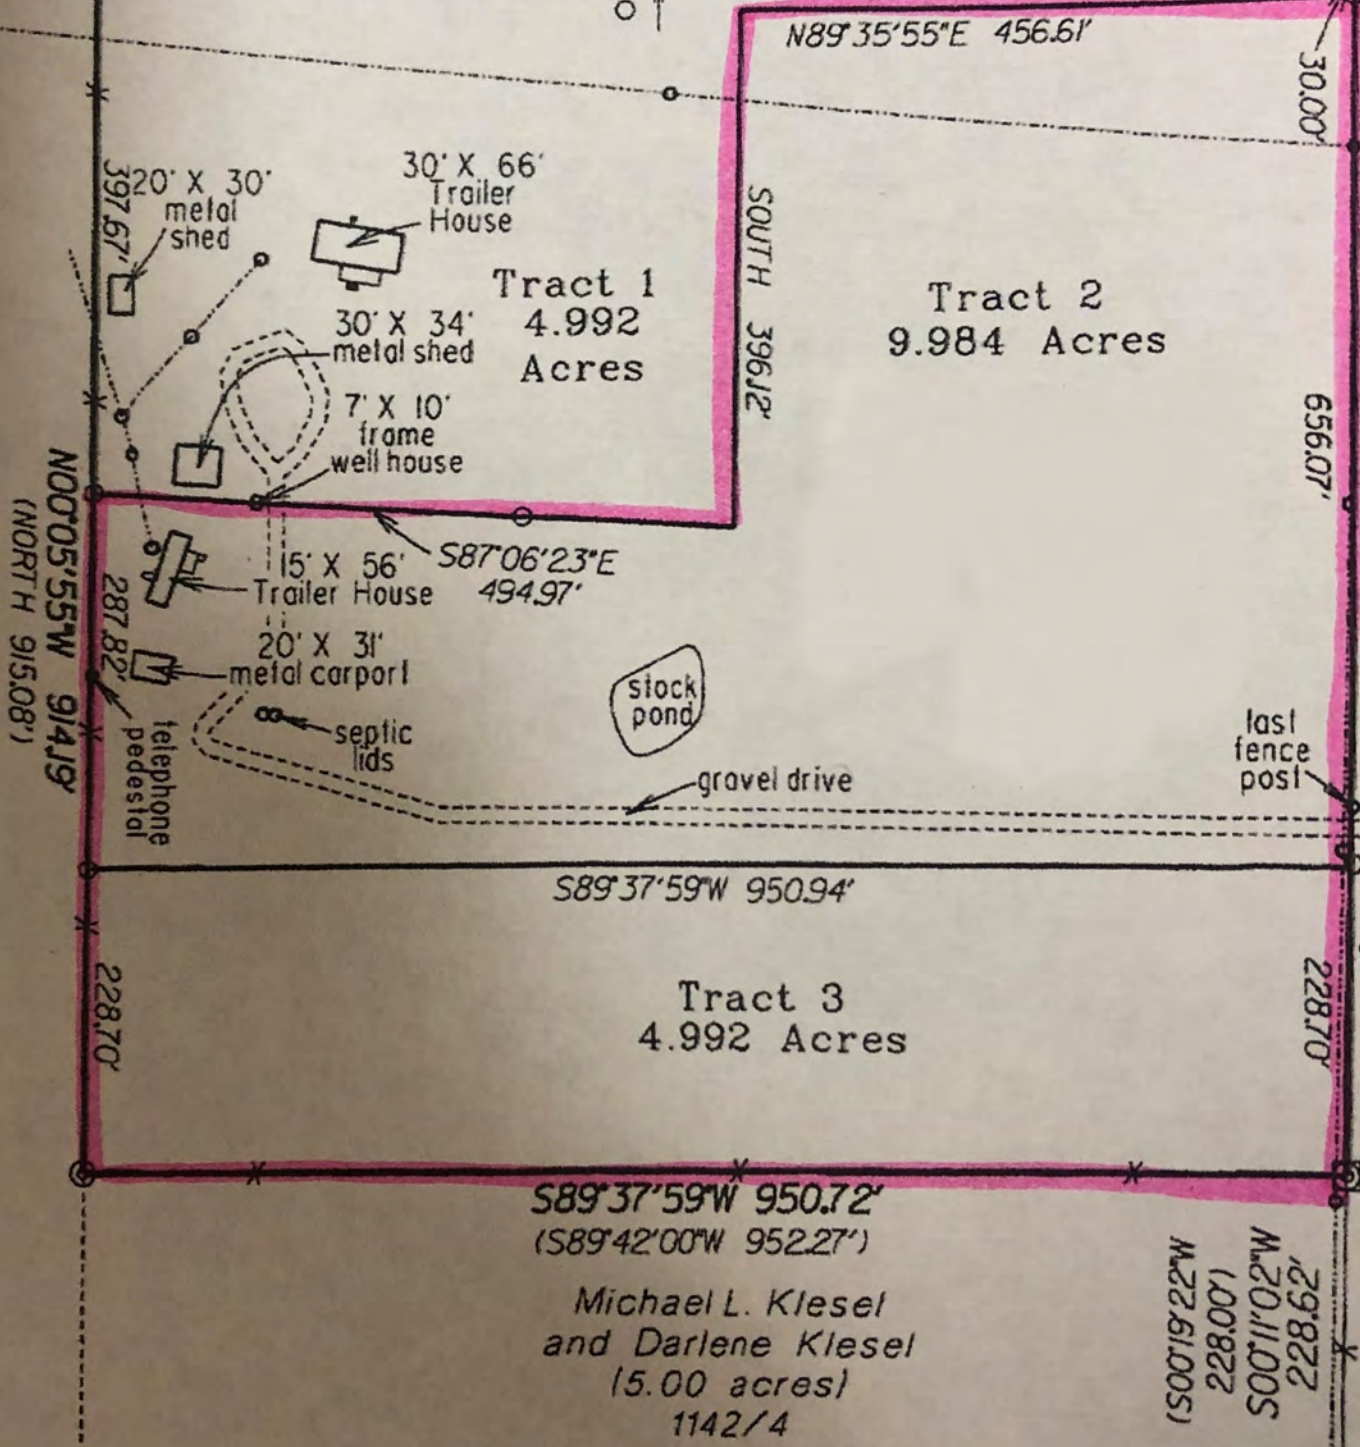 N89°35'55"E 456.61'
30.00'
397.67'
20' X 30'
metal
shed
30' X 66'
Trailer
House
SOUTH 396.12'
Tract 1
4.992
Acres
Tract 2
9.984 Acres
30' X 34'
metal shed
7' X 10'
frame
well house
656.07'
N00°05'55"W 914.19'
(NORTH 915.08')
S87°06'23"E
494.97'
15' X 56'
Trailer House
287.82'
20' X 31'
metal carport
stock
pond
septic
lids
telephone
pedestal
gravel drive
last
fence
post
S89°37'59"W 950.94'
228.70'
Tract 3
4.992 Acres
228.70'
S89°37'59"W 950.72'
(S89°42'00"W 952.27')
Michael L. Klesel
and Darlene Klesel
(5.00 acres)
1142/4
S00°11'02"W
228.62'
(S00°19'22"W
228.00')